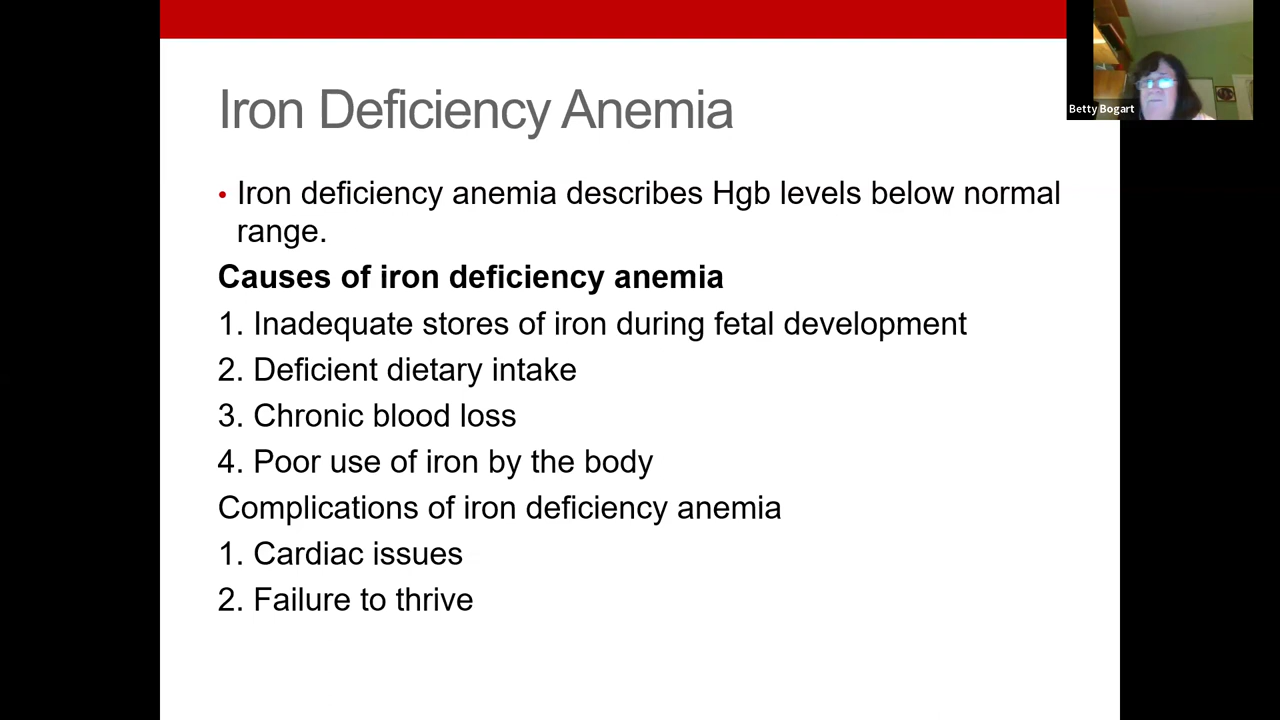 Iron Deficiency Anemia
Betty Bogart
• Iron deficiency anemia describes Hgb levels below normal
range.
Causes of iron deficiency anemia
1. Inadequate stores of iron during fetal development
2. Deficient dietary intake
3. Chronic blood loss
4. Poor use of iron by the body
Complications of iron deficiency anemia
1. Cardiac issues
2. Failure to thrive